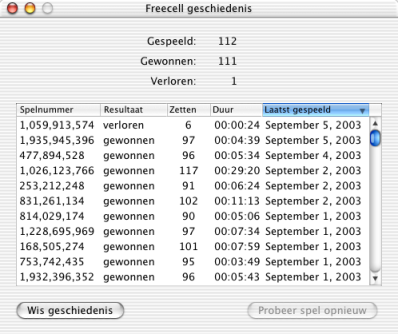 Freecell geschiedenis
Gespeeld: 112
Gewonnen: 111
Verloren: 1
Spelnummer Resultaat Zetten Duur Laatst gespeeld
1,059,913,574 verloren 6 00:00:24 September 5, 2003
1,935,945,396 gewonnen 97 00:04:39 September 5, 2003
477,894,528 gewonnen 96 00:05:34 September 4, 2003
1,026,123,766 gewonnen 117 00:29:20 September 2, 2003
253,212,248 gewonnen 91 00:06:24 September 2, 2003
831,261,134 gewonnen 102 00:11:13 September 2, 2003
814,029,174 gewonnen 90 00:05:06 September 1, 2003
1,228,695,969 gewonnen 97 00:07:34 September 1, 2003
168,505,274 gewonnen 101 00:07:59 September 1, 2003
753,742,435 gewonnen 95 00:03:49 September 1, 2003
1,932,396,352 gewonnen 96 00:05:43 September 1, 2003
Wis geschiedenis Probeer spel opnieuw